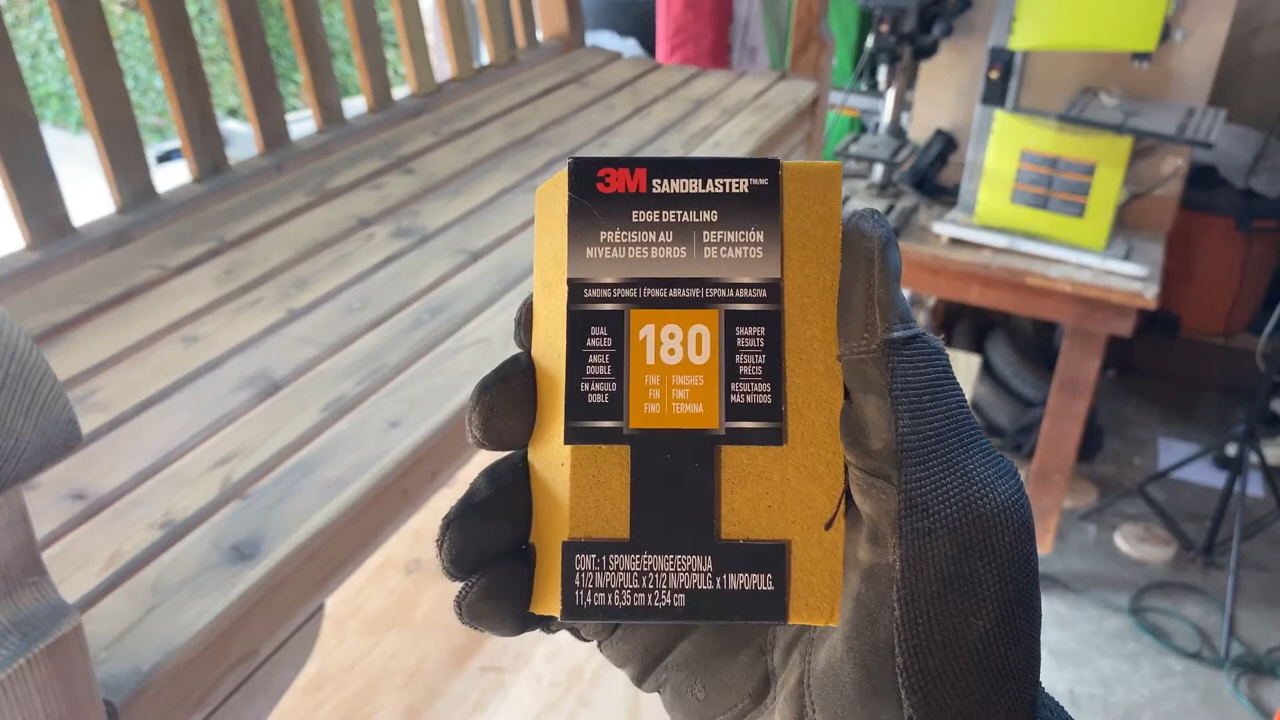 3M SANDBLASTER™/MC
EDGE DETAILING
PRÉCISION AU NIVEAU DES BORDS | DEFINICIÓN DE CANTOS
SANDING SPONGE | ÉPONGE ABRASIVE | ESPONJA ABRASIVA
DUAL ANGLED
ANGLE DOUBLE
EN ÁNGULO DOBLE
180
FINE | FINISHES
FIN | FINIT
FINO | TERMINA
SHARPER RESULTS
RÉSULTAT PRÉCIS
RESULTADOS MÁS NÍTIDOS
CONT.: 1 SPONGE/ÉPONGE/ESPONJA
4 1/2 IN/PO/PULG. x 2 1/2 IN/PO/PULG. x 1 IN/PO/PULG.
11,4 cm x 6,35 cm x 2,54 cm